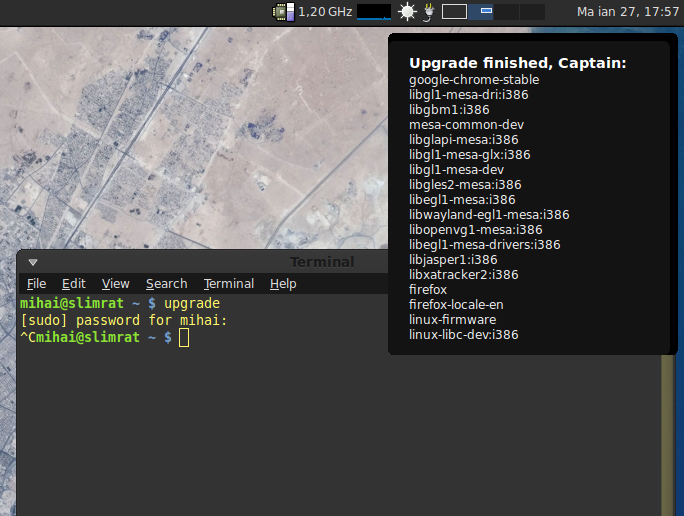 1,20 GHz
Ma ian 27, 17:57
Upgrade finished, Captain:
google-chrome-stable
libgl1-mesa-dri:i386
libgbm1:i386
mesa-common-dev
libglapi-mesa:i386
libgl1-mesa-glx:i386
libgl1-mesa-dev
libgles2-mesa:i386
libegl1-mesa:i386
libwayland-egl1-mesa:i386
libopenvg1-mesa:i386
libegl1-mesa-drivers:i386
libjasper1:i386
libxatracker2:i386
firefox
firefox-locale-en
linux-firmware
linux-libc-dev:i386
Terminal
File Edit View Search Terminal Help
mihai@slimrat ~ $ upgrade
[sudo] password for mihai:
^Cmihai@slimrat ~ $